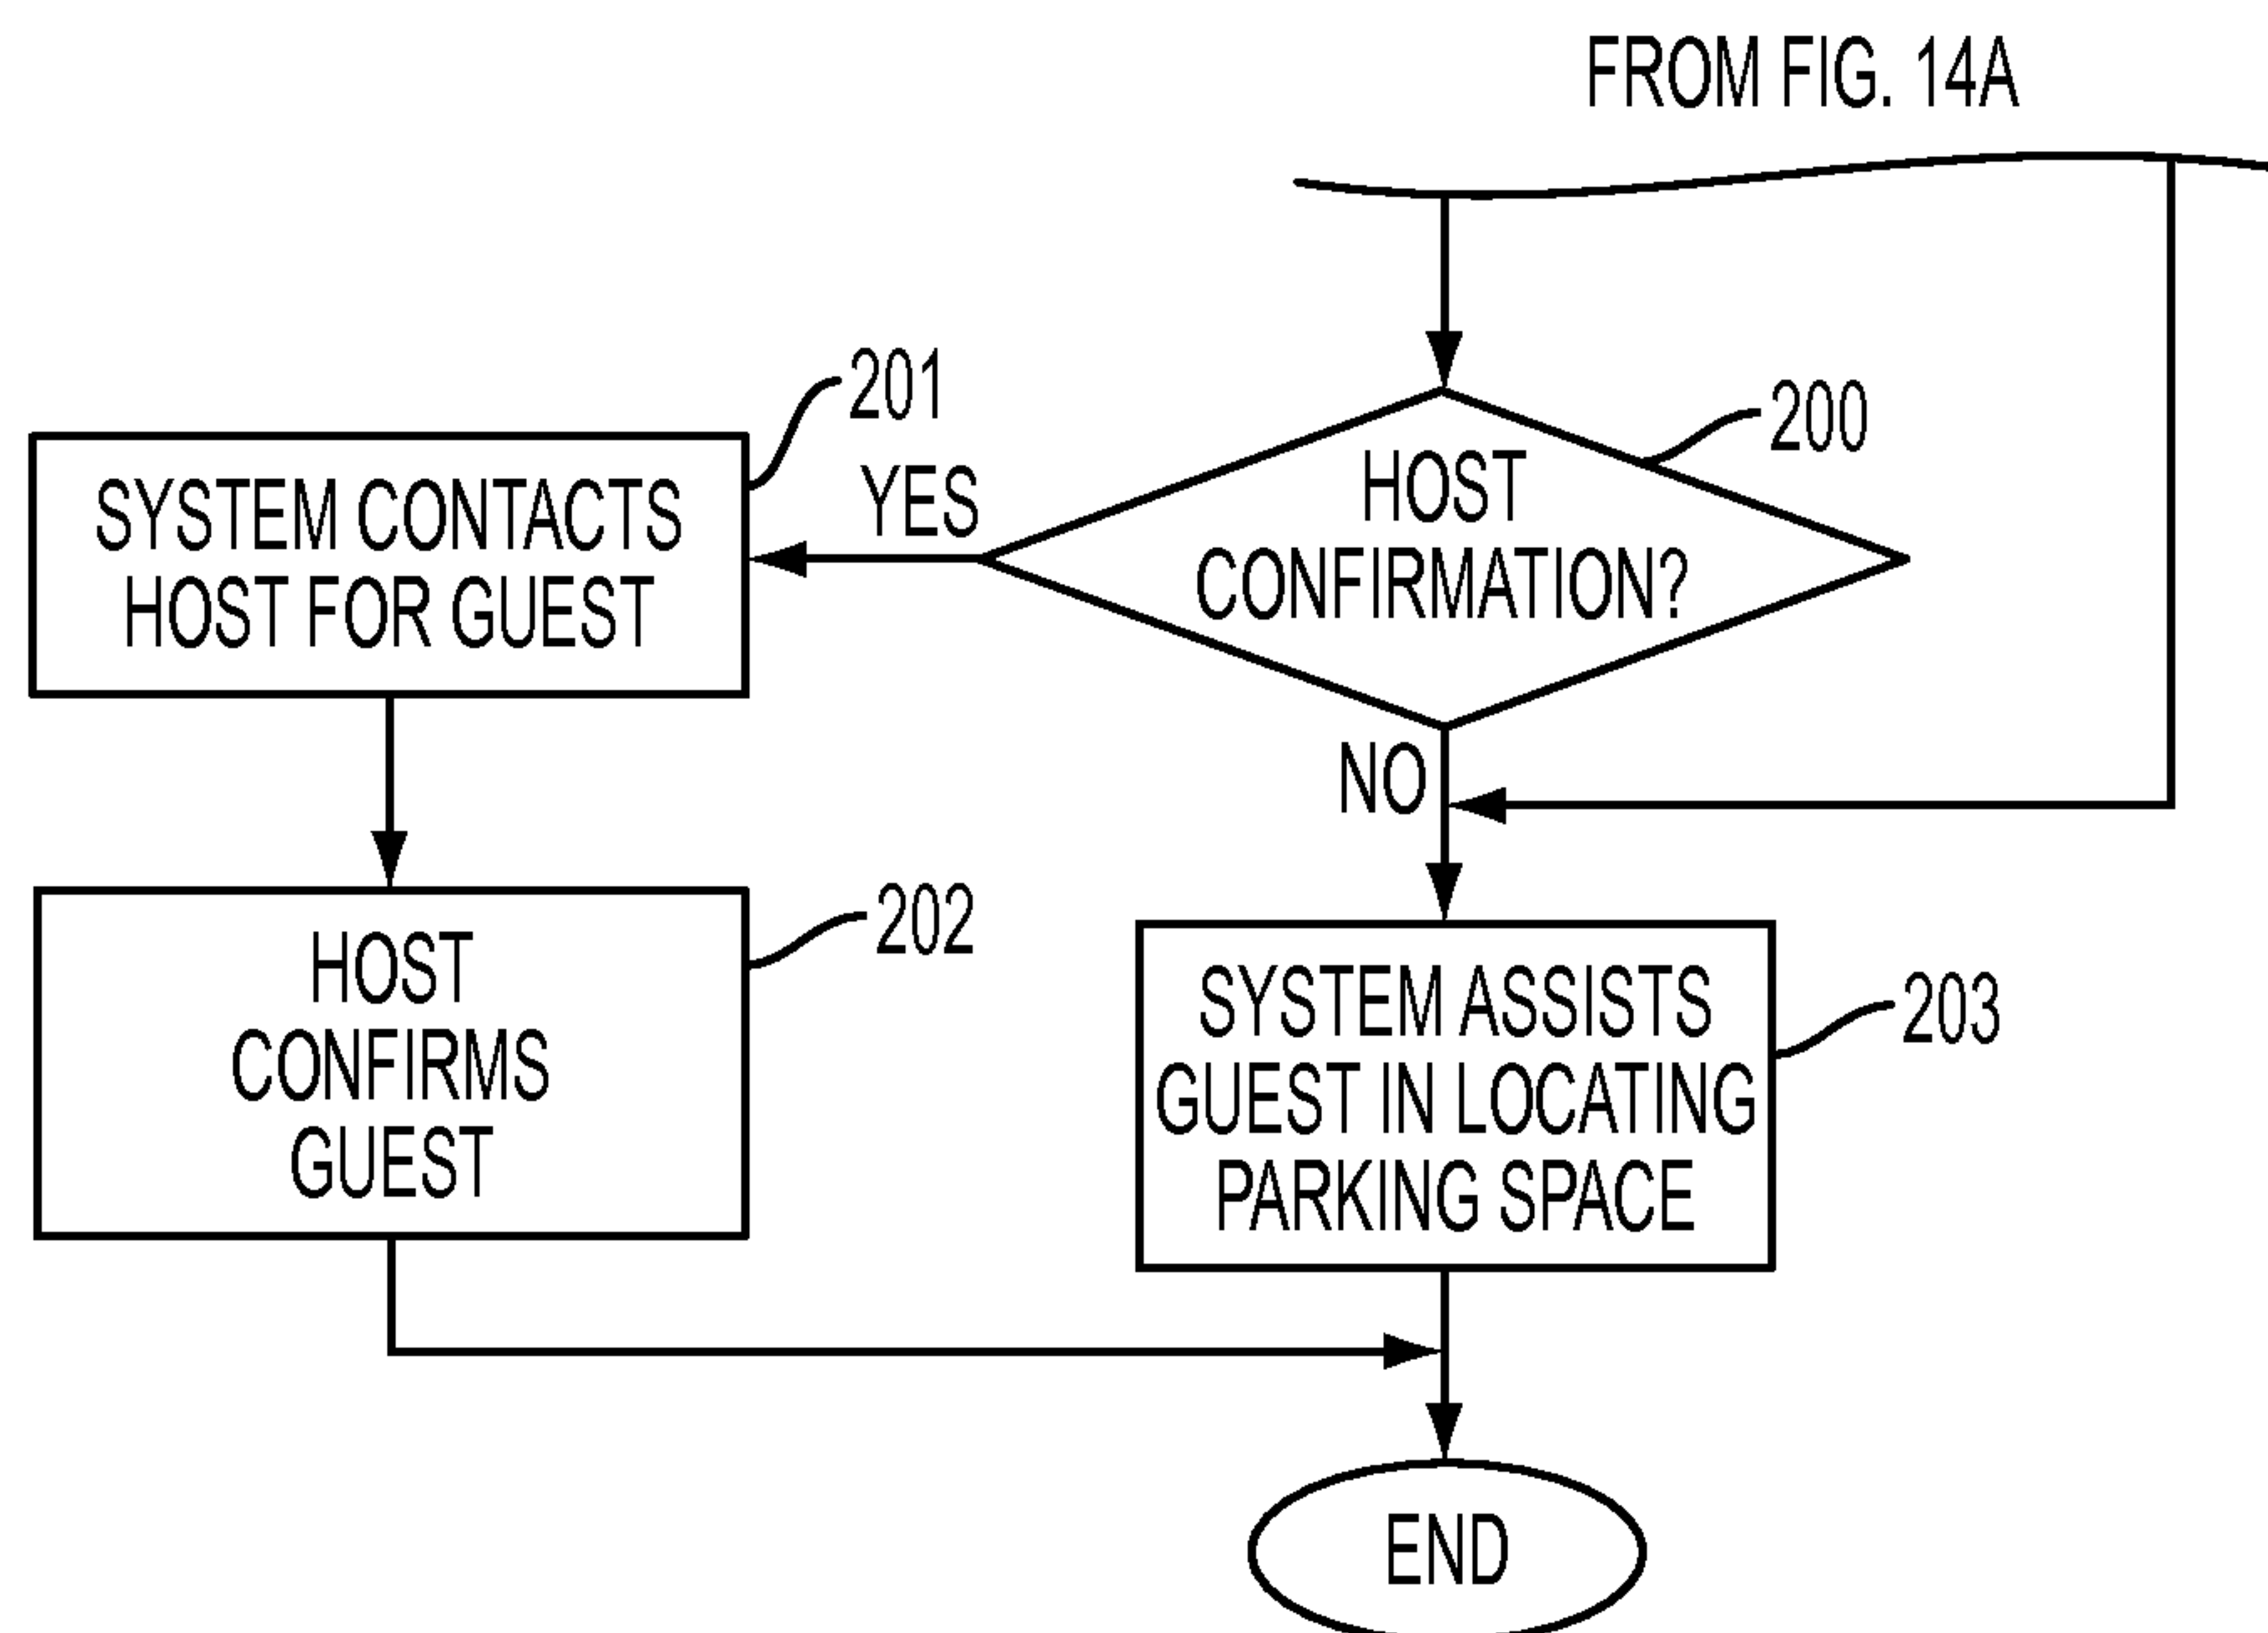 FROM FIG. 14A
201
200
YES
HOST
CONFIRMATION?
SYSTEM CONTACTS
HOST FOR GUEST
NO
202
HOST
CONFIRMS
GUEST
203
SYSTEM ASSISTS
GUEST IN LOCATING
PARKING SPACE
END